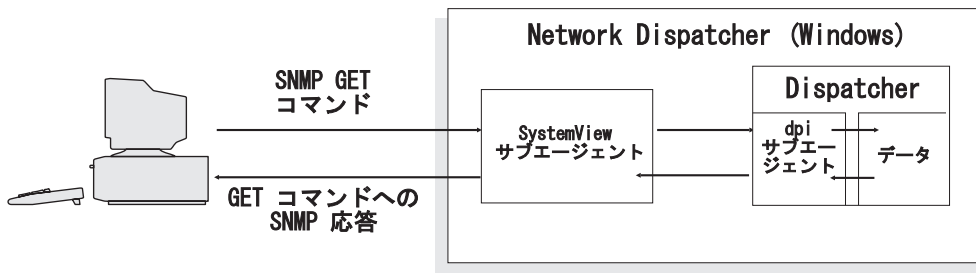 Network Dispatcher (Windows)
SNMP GET
コマンド
Dispatcher
SystemView
サブエージェント
dpi
サブエー
ジェント
データ
GET コマンドへの
SNMP 応答